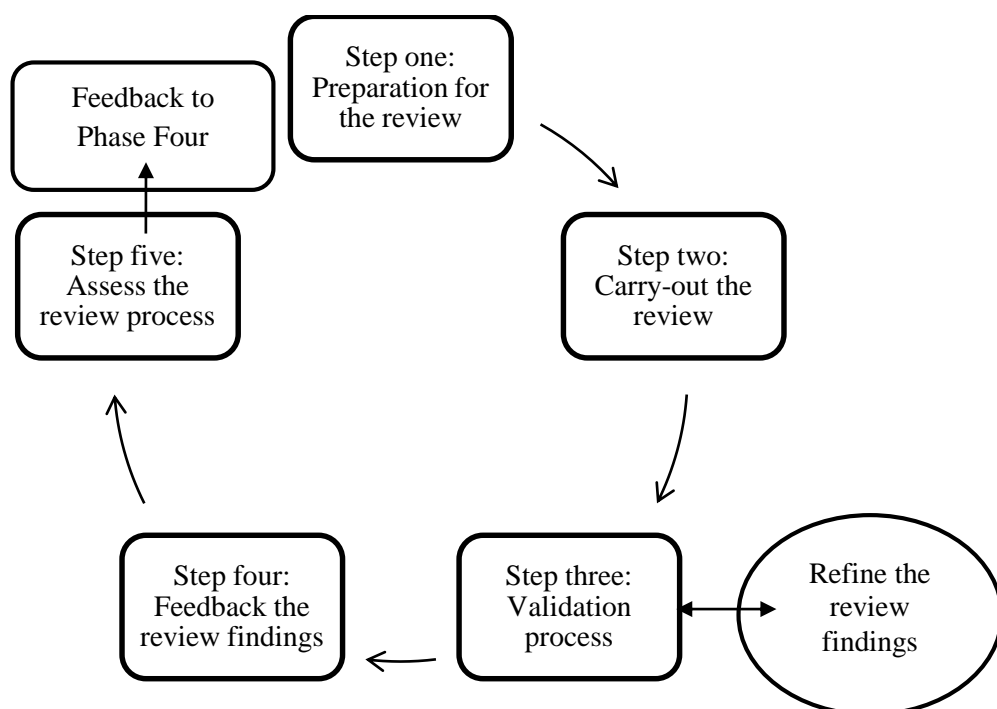 Step one:
Preparation for
the review
Feedback to
Phase Four
Step five:
Assess the
review process
Step two:
Carry-out the
review
Step four:
Feedback the
review findings
Step three:
Validation
process
Refine the
review
findings